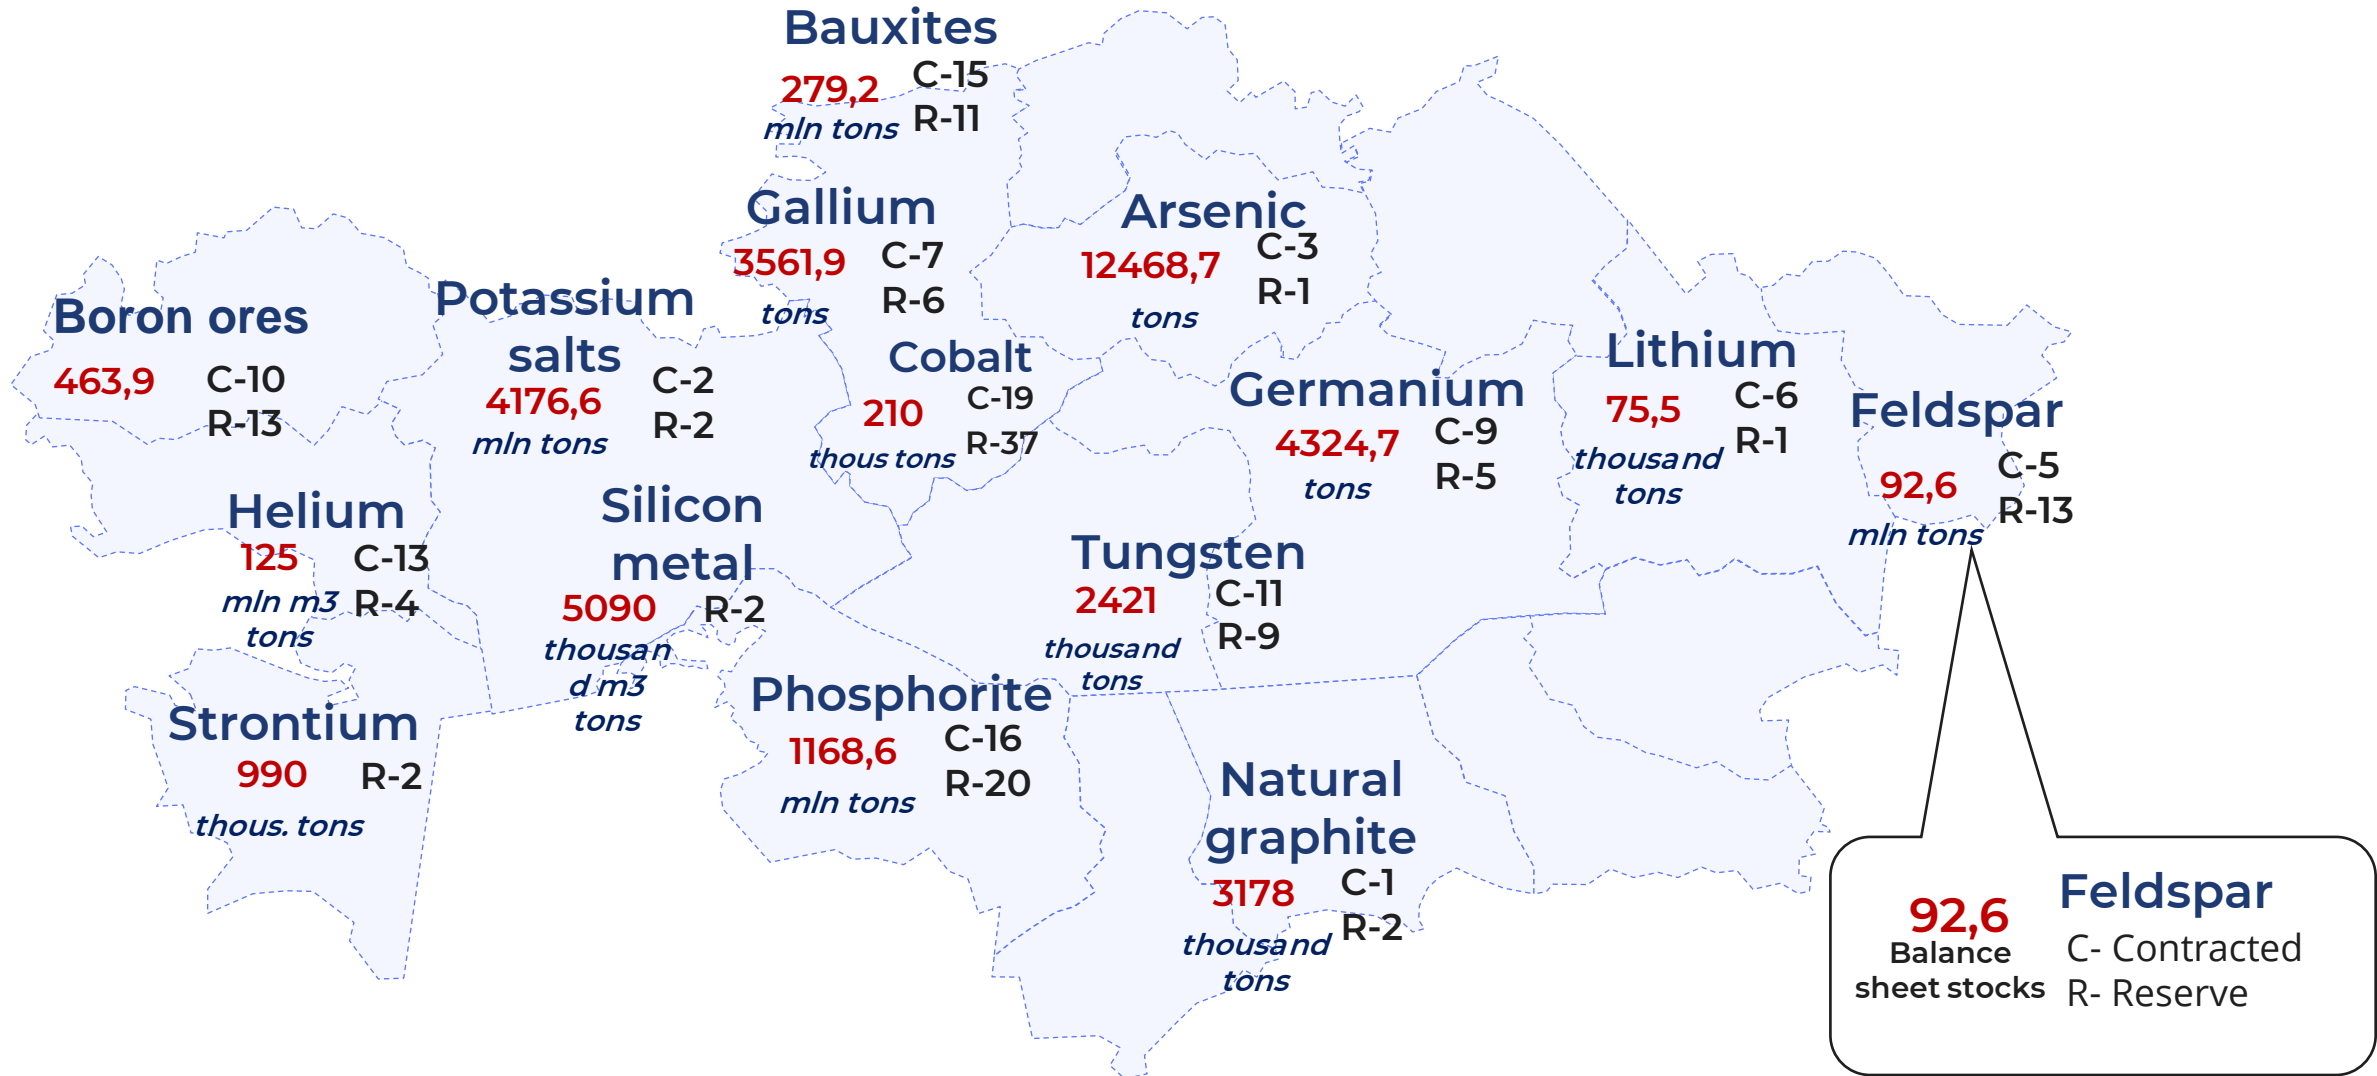 Bauxites
279,2
mln tons
C-15
R-11
Gallium
3561,9
tons
C-7
R-6
Arsenic
12468,7
tons
C-3
R-1
Boron ores
463,9
C-10
R-13
Potassium
salts
4176,6
mln tons
C-2
R-2
Cobalt
210
thous tons
C-19
R-37
Germanium
4324,7
tons
C-9
R-5
Lithium
75,5
thousand
tons
C-6
R-1
Feldspar
92,6
mln tons
C-5
R-13
Helium
125
mln m3
tons
C-13
R-4
Silicon
metal
5090
thousan
d m3
tons
R-2
Tungsten
2421
thousand
tons
C-11
R-9
Strontium
990
thous. tons
R-2
Phosphorite
1168,6
mln tons
C-16
R-20
Natural
graphite
3178
thousand
tons
C-1
R-2
92,6
Balance
sheet stocks
Feldspar
C- Contracted
R- Reserve